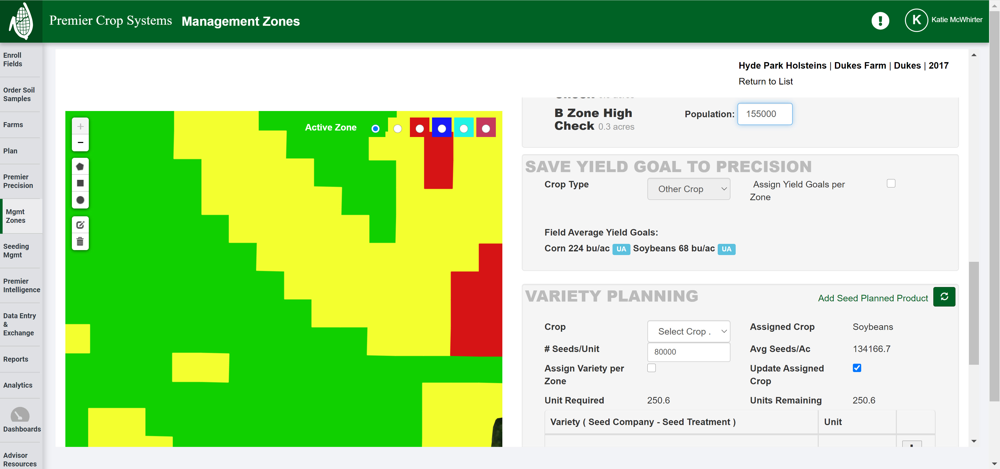 Premier Crop Systems Management Zones
! K Katie McWhirter
Enroll
Fields
Order Soil
Samples
Farms
Plan
Premier
Precision
Mgmt
Zones
Seeding
Mgmt
Premier
Intelligence
Data Entry
&
Exchange
Reports
Analytics
Dashboards
Advisor
Resources
Hyde Park Holsteins | Dukes Farm | Dukes | 2017
Return to List
Active Zone
B Zone High
Check 0.3 acres
Population: 155000
SAVE YIELD GOAL TO PRECISION
Crop Type Other Crop Assign Yield Goals per
Zone
Field Average Yield Goals:
Corn 224 bu/ac UA Soybeans 68 bu/ac UA
VARIETY PLANNING
Add Seed Planned Product
Crop Select Crop . Assigned Crop Soybeans
# Seeds/Unit 80000 Avg Seeds/Ac 134166.7
Assign Variety per Update Assigned
Zone Crop
Unit Required 250.6 Units Remaining 250.6
Variety ( Seed Company - Seed Treatment ) Unit